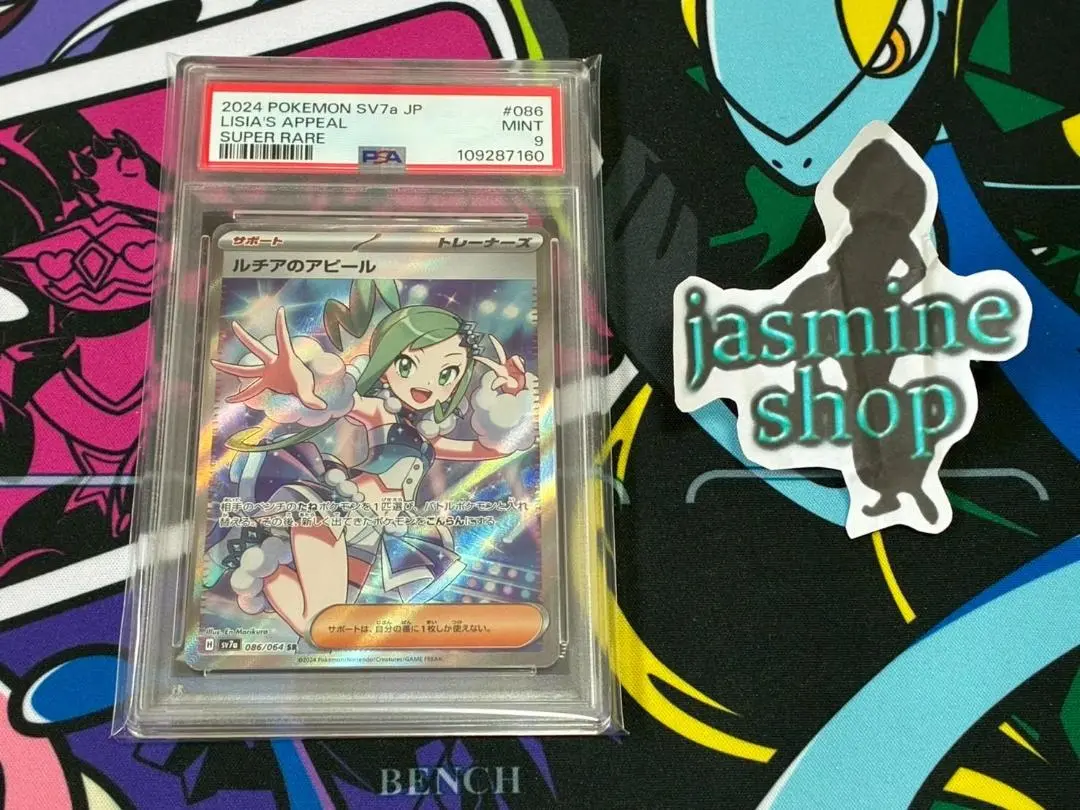 2024 POKEMON SV7a JP
#086
LISIA'S APPEAL
MINT
SUPER RARE
9
PSA
109287160
サポート
トレーナーズ
ルチアのアピール
相手のベンチのたねポケモンを1匹選び、バトルポケモンと入れ
替える。その後、新しく出てきたポケモンをこんらんにする。
サポートは、自分の番に1枚しか使えない。
Illus. En Morikura
H SV7a 086/064 SR
©2024 Pokémon/Nintendo/Creatures/GAME FREAK.
jasmine
shop
BENCH